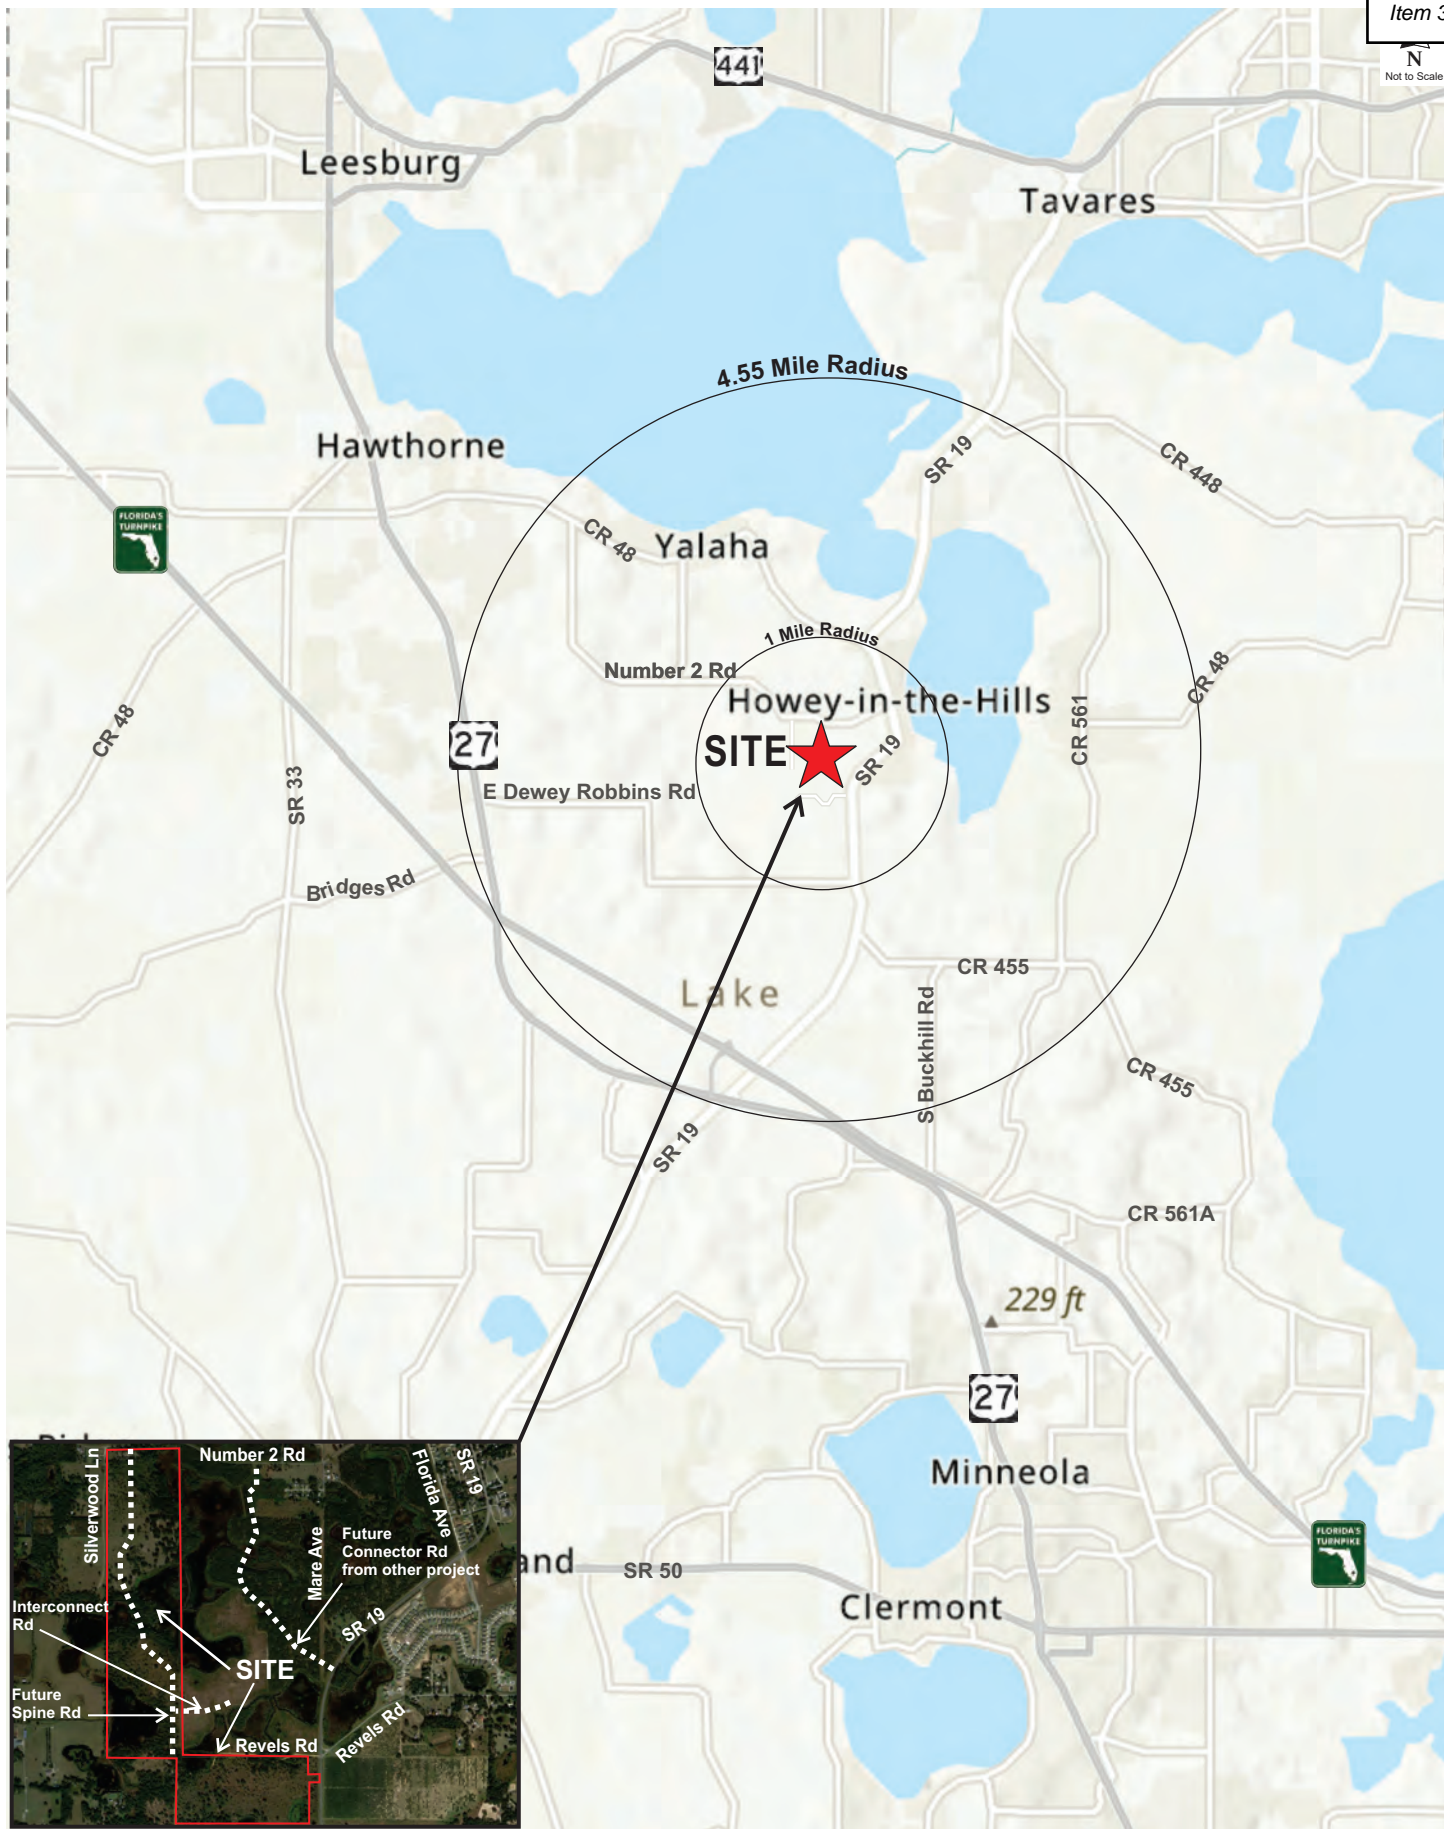 Item 3
N
Not to Scale
441
Leesburg
Tavares
4.55 Mile Radius
Hawthorne
SR 19
CR 448
FLORIDA'S
TURNPIKE
CR 48
Yalaha
1 Mile Radius
Number 2 Rd
CR 48
Howey-in-the-Hills
CR 48
CR 561
27
SITE
SR 19
SR 33
E Dewey Robbins Rd
Bridges Rd
CR 455
Lake
S Buckhill Rd
CR 455
SR 19
CR 561A
229 ft
27
Minneola
FLORIDA'S
TURNPIKE
and
SR 50
Clermont
Silverwood Ln
Number 2 Rd
Florida Ave
SR 19
Mare Ave
Future
Connector Rd
from other project
Interconnect
Rd
SR 19
SITE
Future
Spine Rd
Revels Rd
Revels Rd